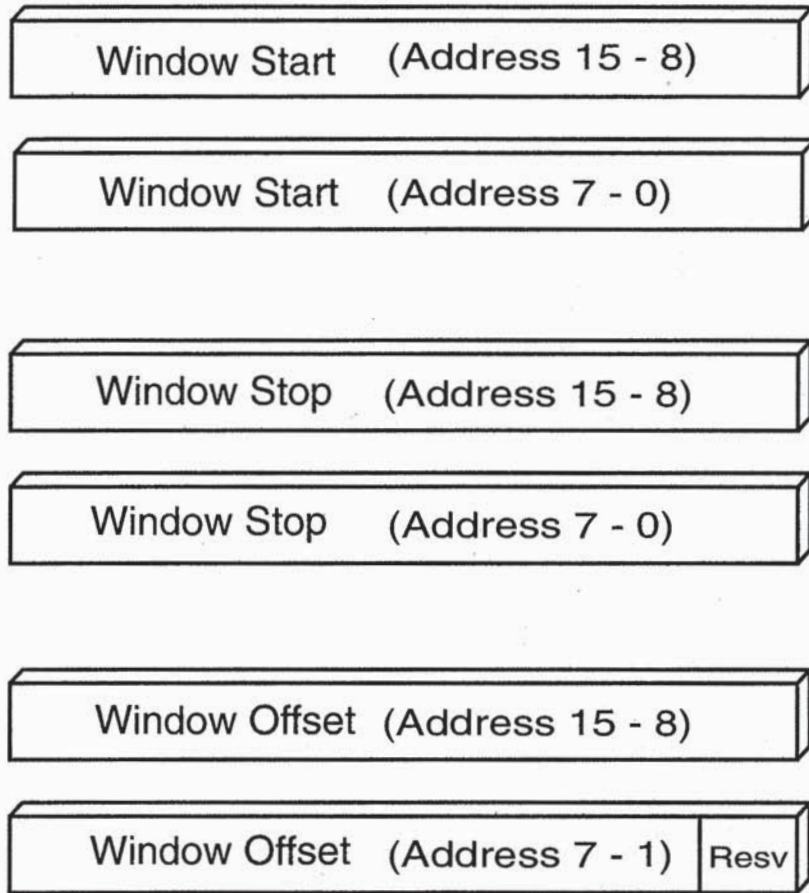 Window Start (Address 15 - 8)
Window Start (Address 7 - 0)
Window Stop (Address 15 - 8)
Window Stop (Address 7 - 0)
Window Offset (Address 15 - 8)
Window Offset (Address 7 - 1) Resv